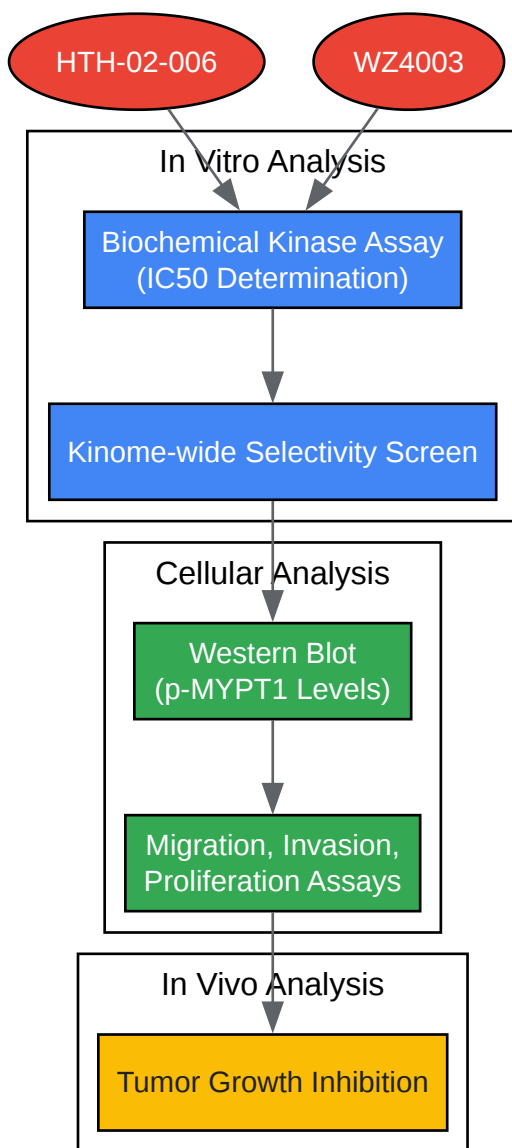 HTH-02-006
WZ4003
In Vitro Analysis
Biochemical Kinase Assay
(IC50 Determination)
Kinome-wide Selectivity Screen
Cellular Analysis
Western Blot
(p-MYPT1 Levels)
Migration, Invasion,
Proliferation Assays
In Vivo Analysis
Tumor Growth Inhibition